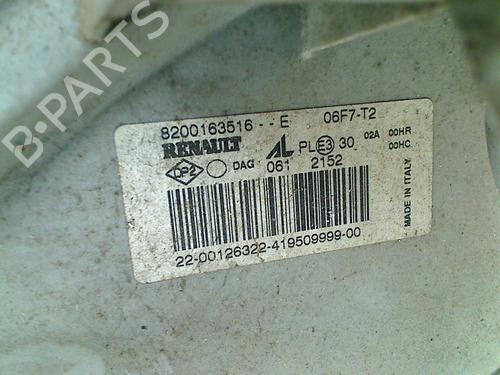 B-PARTS
8200163516 -- E 06F7-T2
RENAULT AL PL E3 30 02A 00HR
00HC
DP2 DAG 061 2152
MADE IN ITALY
22-00126322-419509999-00